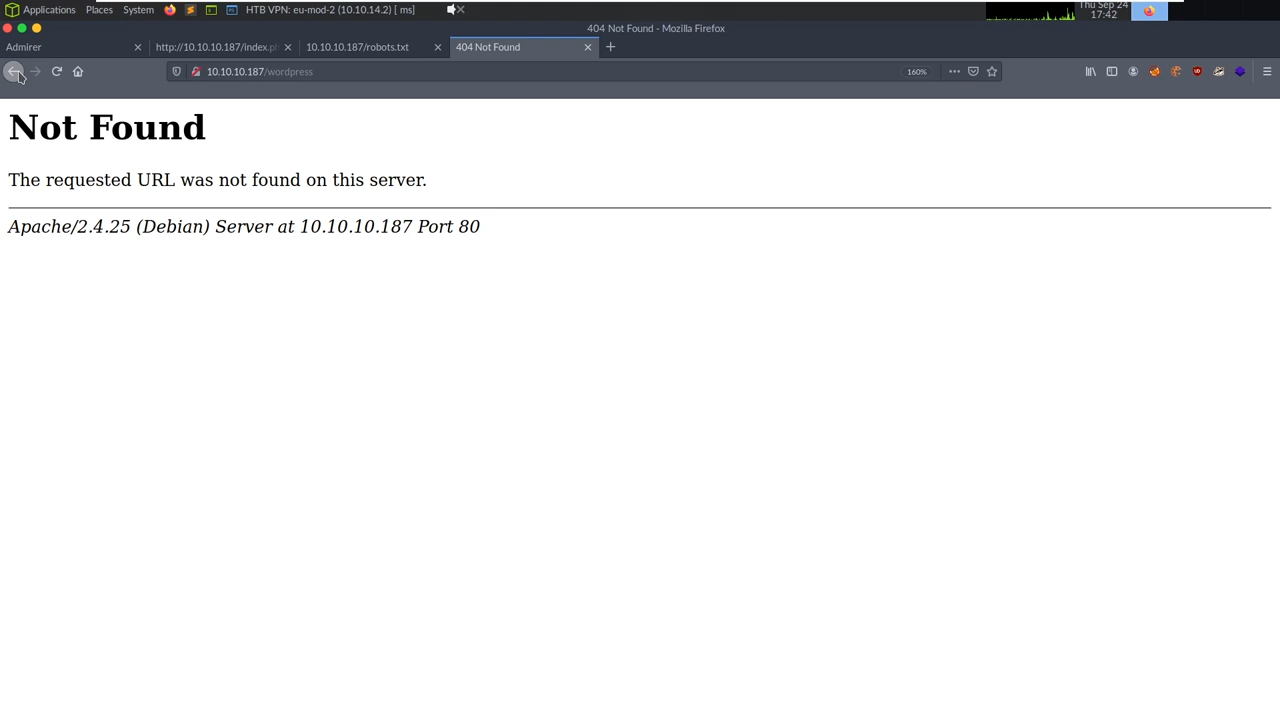 Applications Places System HTB VPN: eu-mod-2 (10.10.14.2) [ ms] Thu Sep 24
17:42
404 Not Found - Mozilla Firefox
Admirer http://10.10.10.187/index.ph 10.10.10.187/robots.txt 404 Not Found
10.10.10.187/wordpress 160%
Not Found
The requested URL was not found on this server.
Apache/2.4.25 (Debian) Server at 10.10.10.187 Port 80